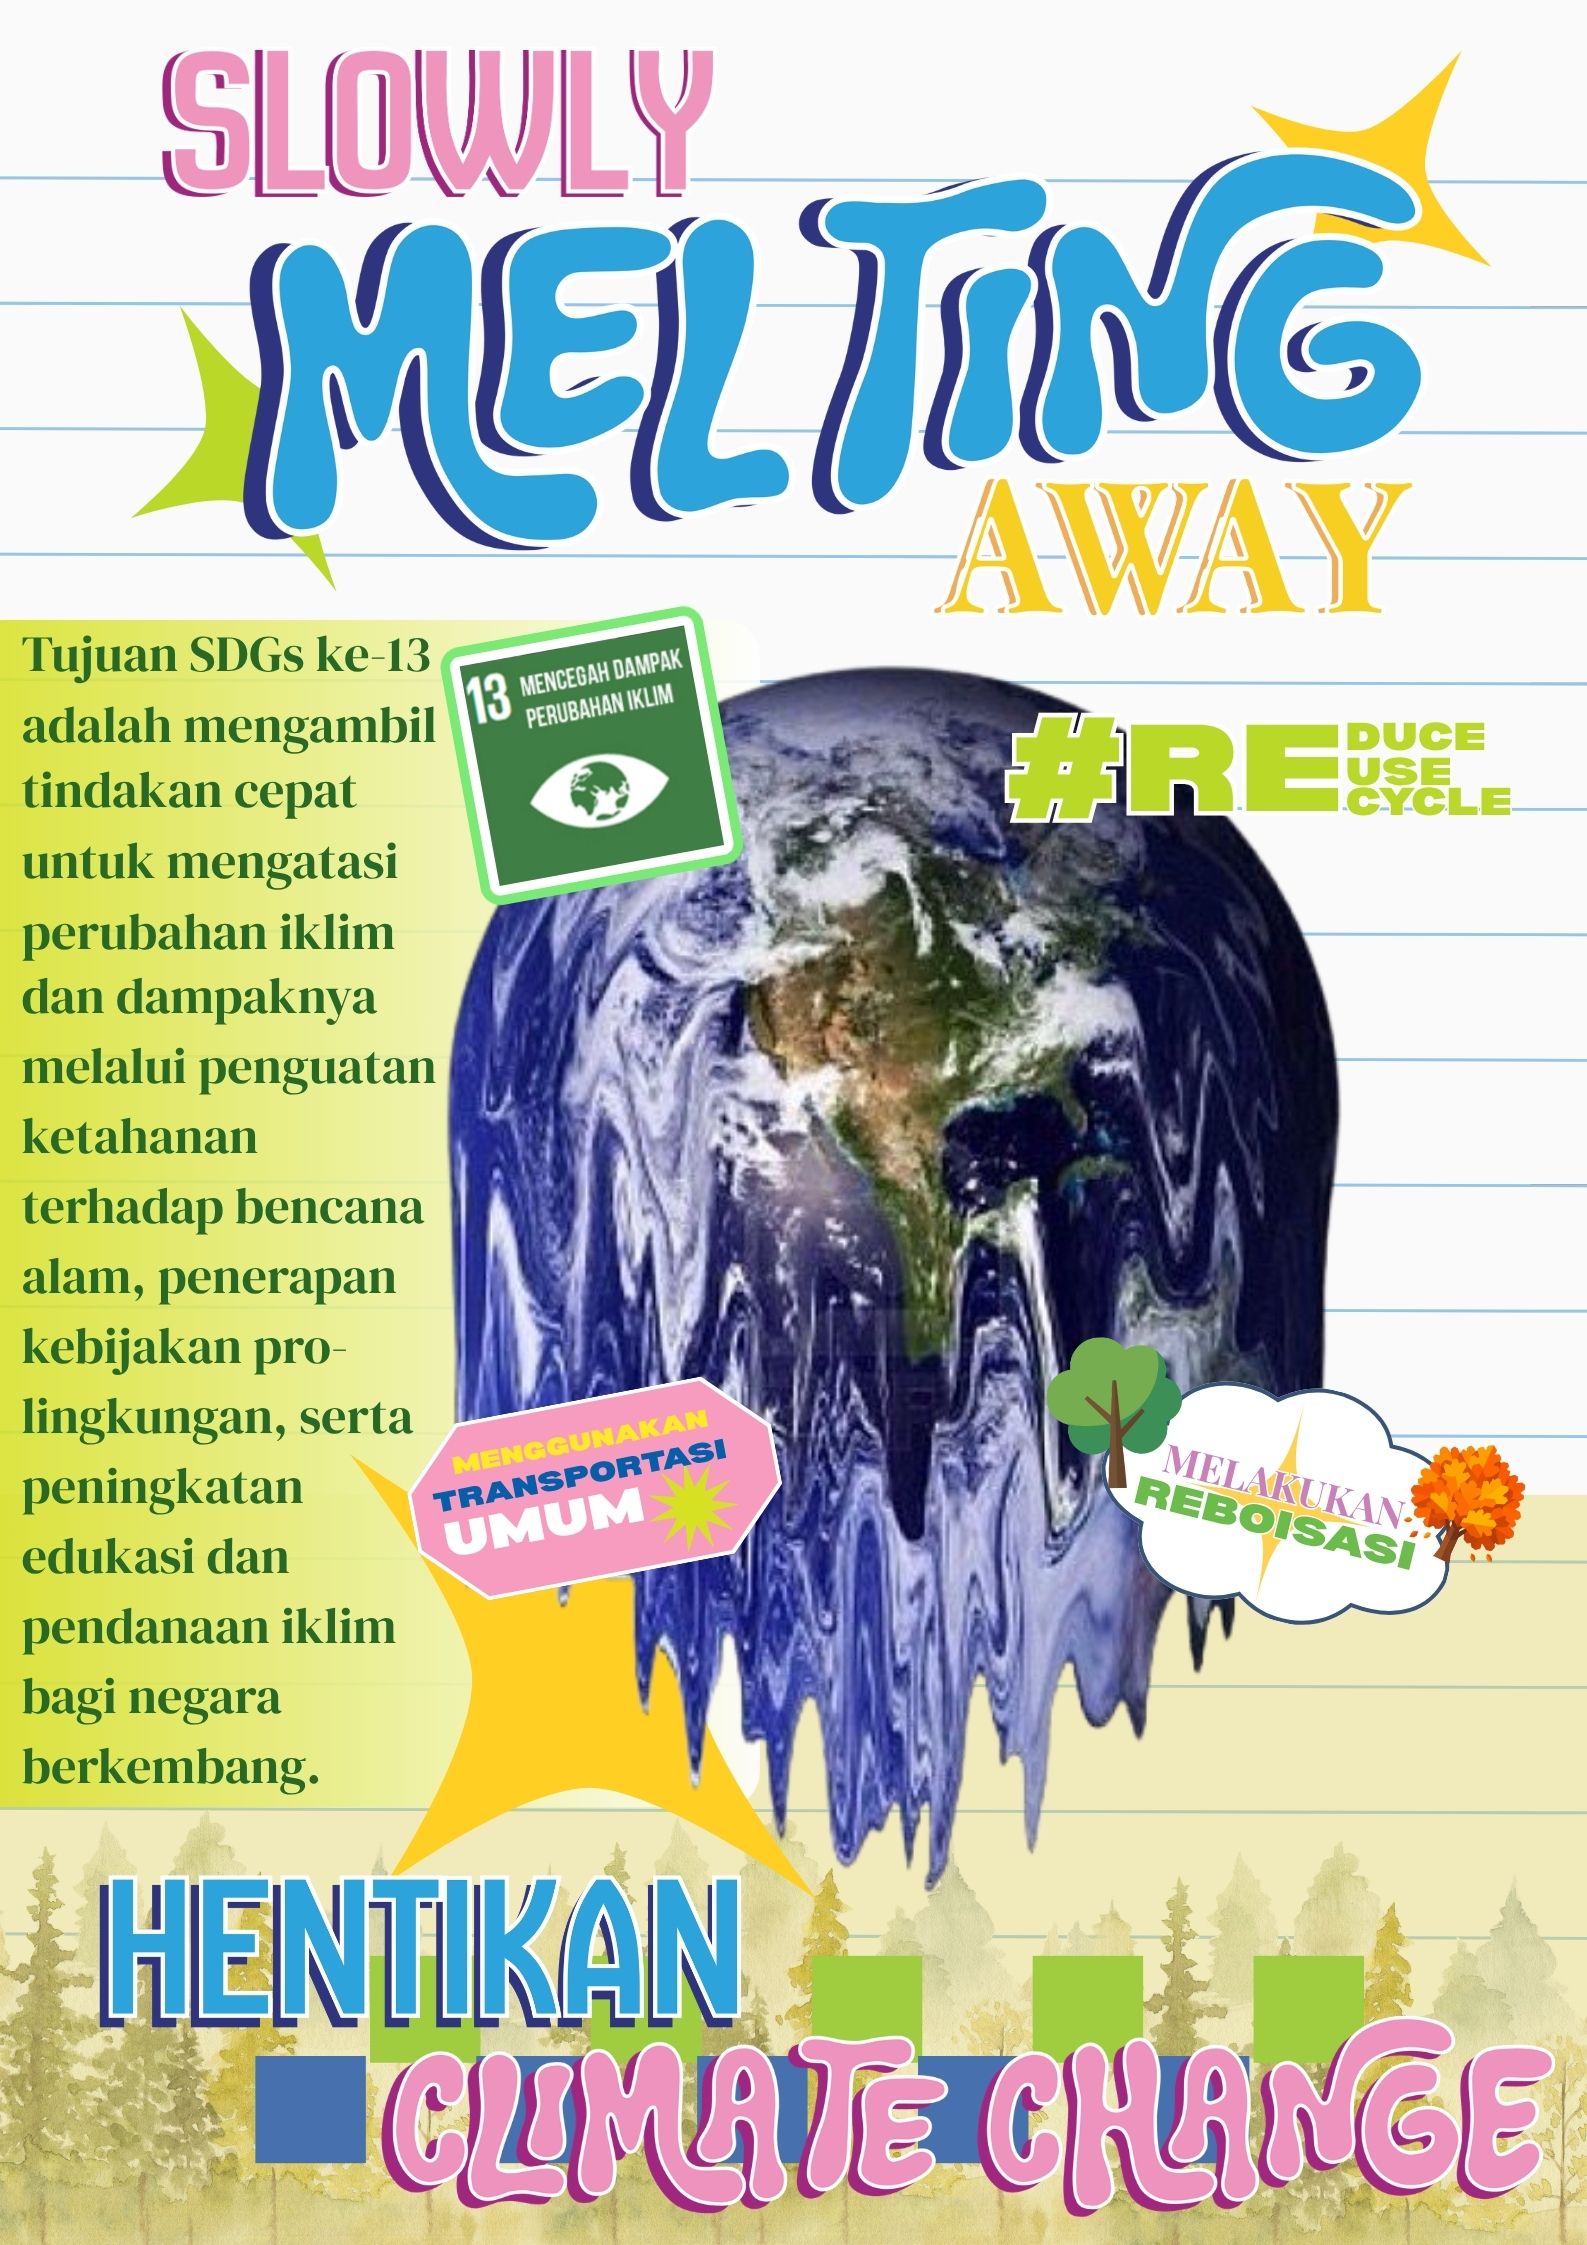 SLOWLY
MELTING
AWAY
Tujuan SDGs ke-13
adalah mengambil
tindakan cepat
untuk mengatasi
perubahan iklim
dan dampaknya
melalui penguatan
ketahanan
terhadap bencana
alam, penerapan
kebijakan pro-
lingkungan, serta
peningkatan
edukasi dan
pendanaan iklim
bagi negara
berkembang.
13 MENCEGAH DAMPAK
PERUBAHAN IKLIM
#REDUCE
USE
CYCLE
MENGGUNAKAN
TRANSPORTASI
UMUM
MELAKUKAN
REBOISASI
HENTIKAN
CLIMATE CHANGE